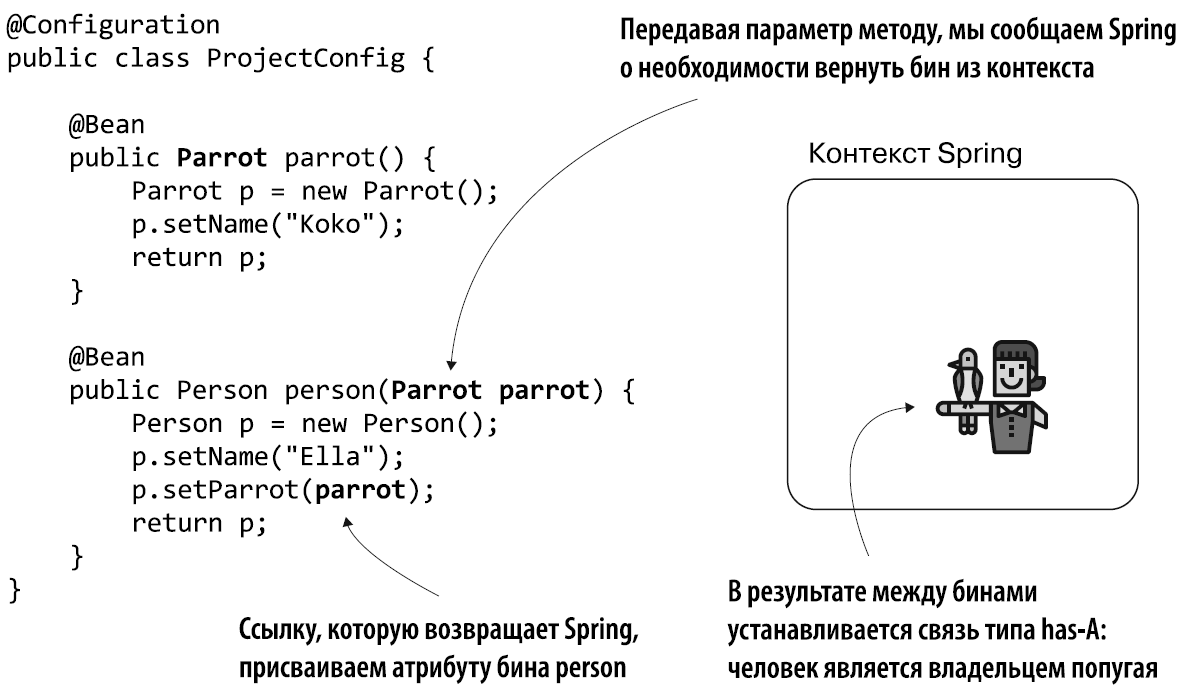 @Configuration
public class ProjectConfig {
@Bean
public Parrot parrot() {
Parrot p = new Parrot();
p.setName("Koko");
return p;
}
@Bean
public Person person(Parrot parrot) {
Person p = new Person();
p.setName("Ella");
p.setParrot(parrot);
return p;
}
}
Передавая параметр методу, мы сообщаем Spring
о необходимости вернуть бин из контекста
Контекст Spring
Ссылку, которую возвращает Spring,
присваиваем атрибуту бина person
В результате между бинами
устанавливается связь типа has-A:
человек является владельцем попугая